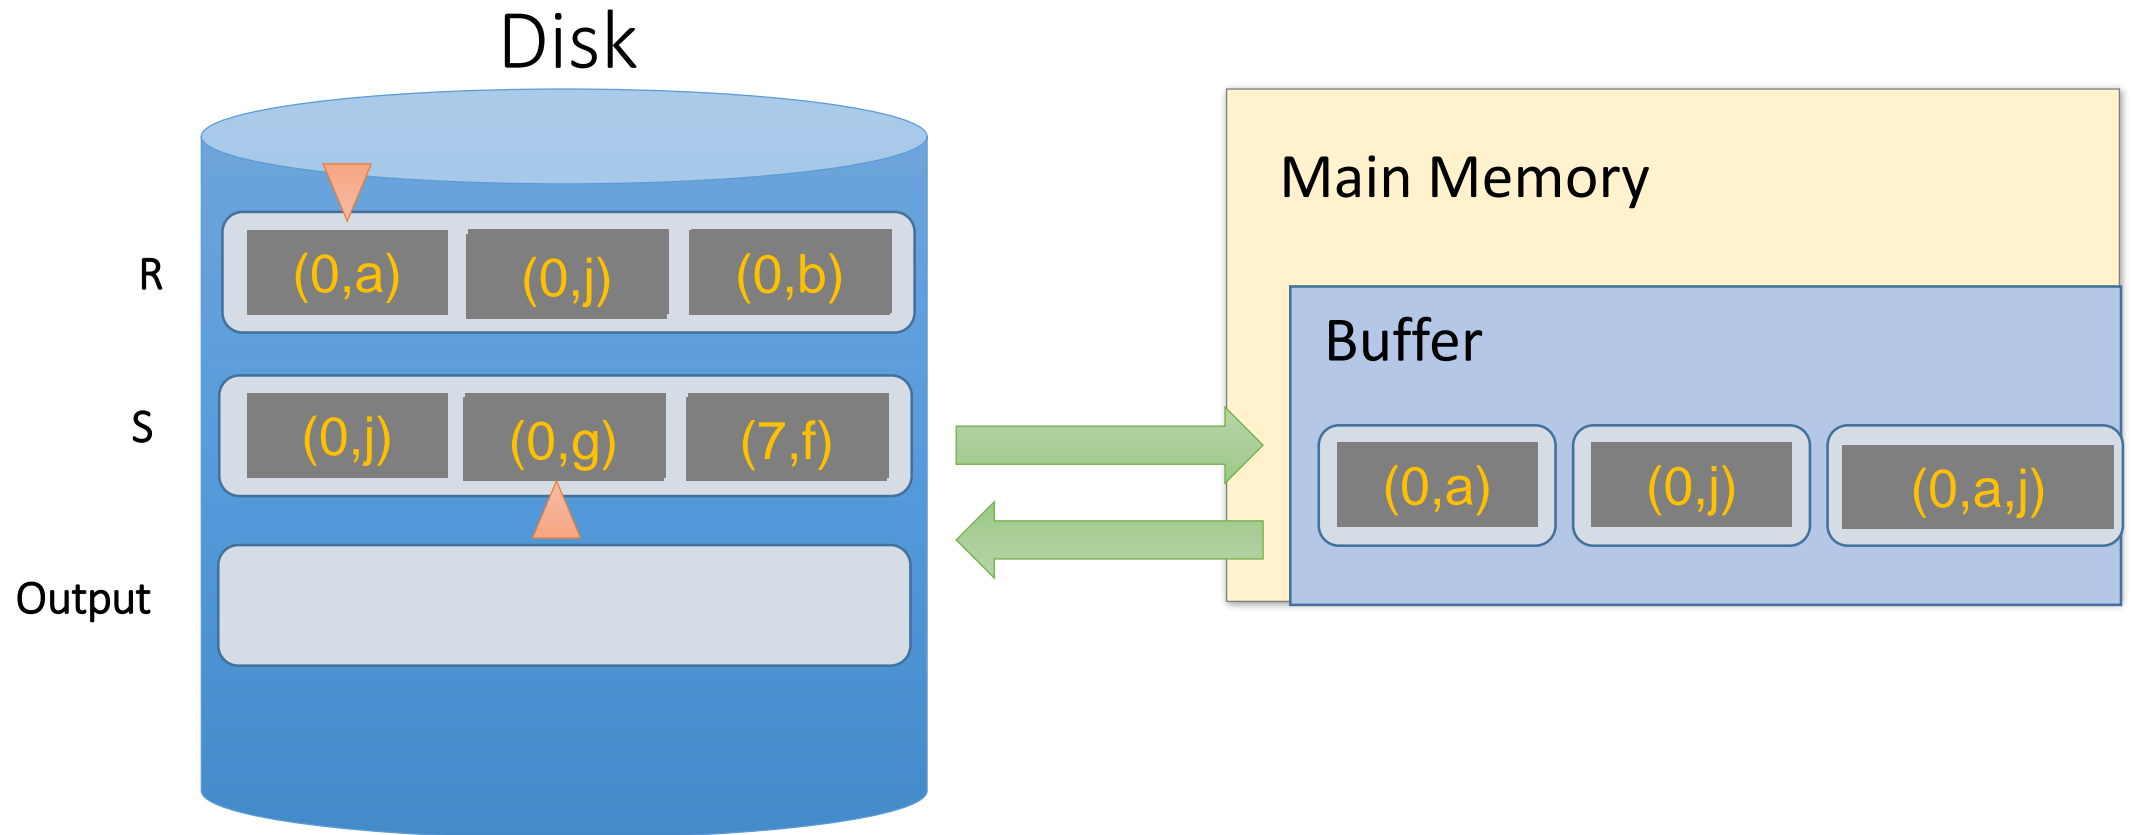 Disk
Main Memory
R (0,a) (0,j) (0,b)
Buffer
S (0,j) (0,g) (7,f)
(0,a) (0,j) (0,a,j)
Output